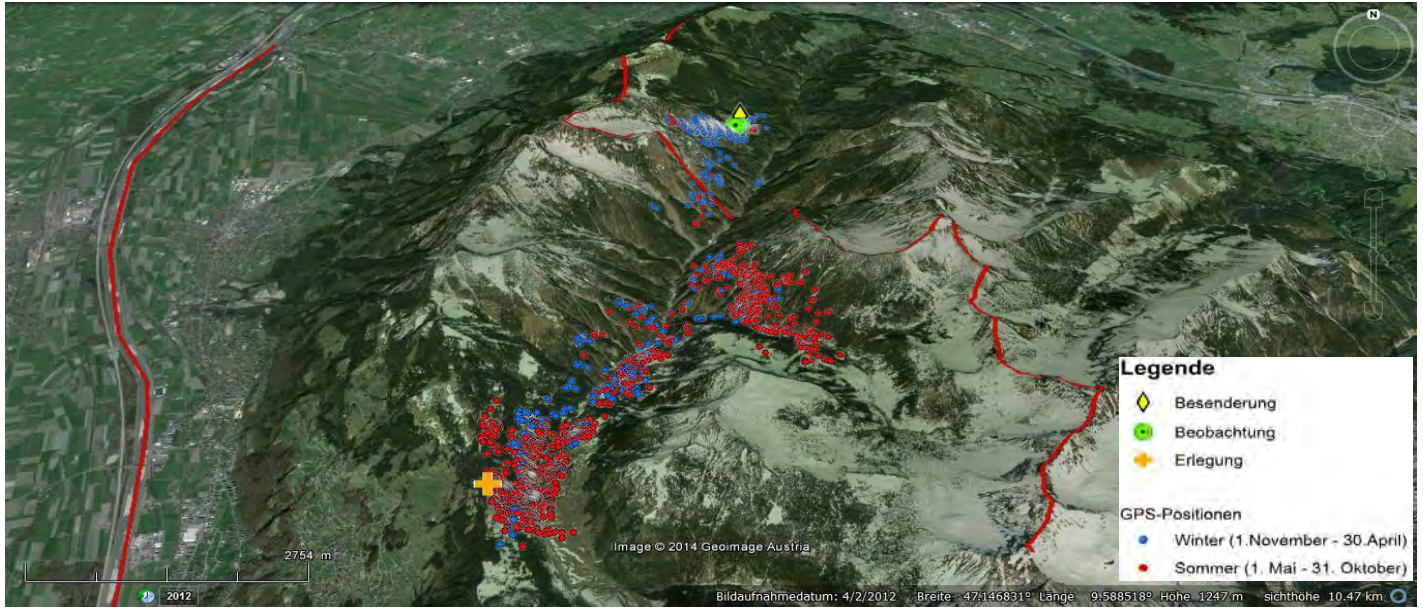 N
Legende
Besenderung
Beobachtung
Erlegung
GPS-Positionen
Winter (1.November - 30.April)
Sommer (1. Mai - 31. Oktober)
2754 m
Image © 2014 Geoimage Austria
2012
Bildaufnahmedatum: 4/2/2012 Breite 47.146831° Länge 9.588518° Höhe 1247 m sichthöhe 10.47 km